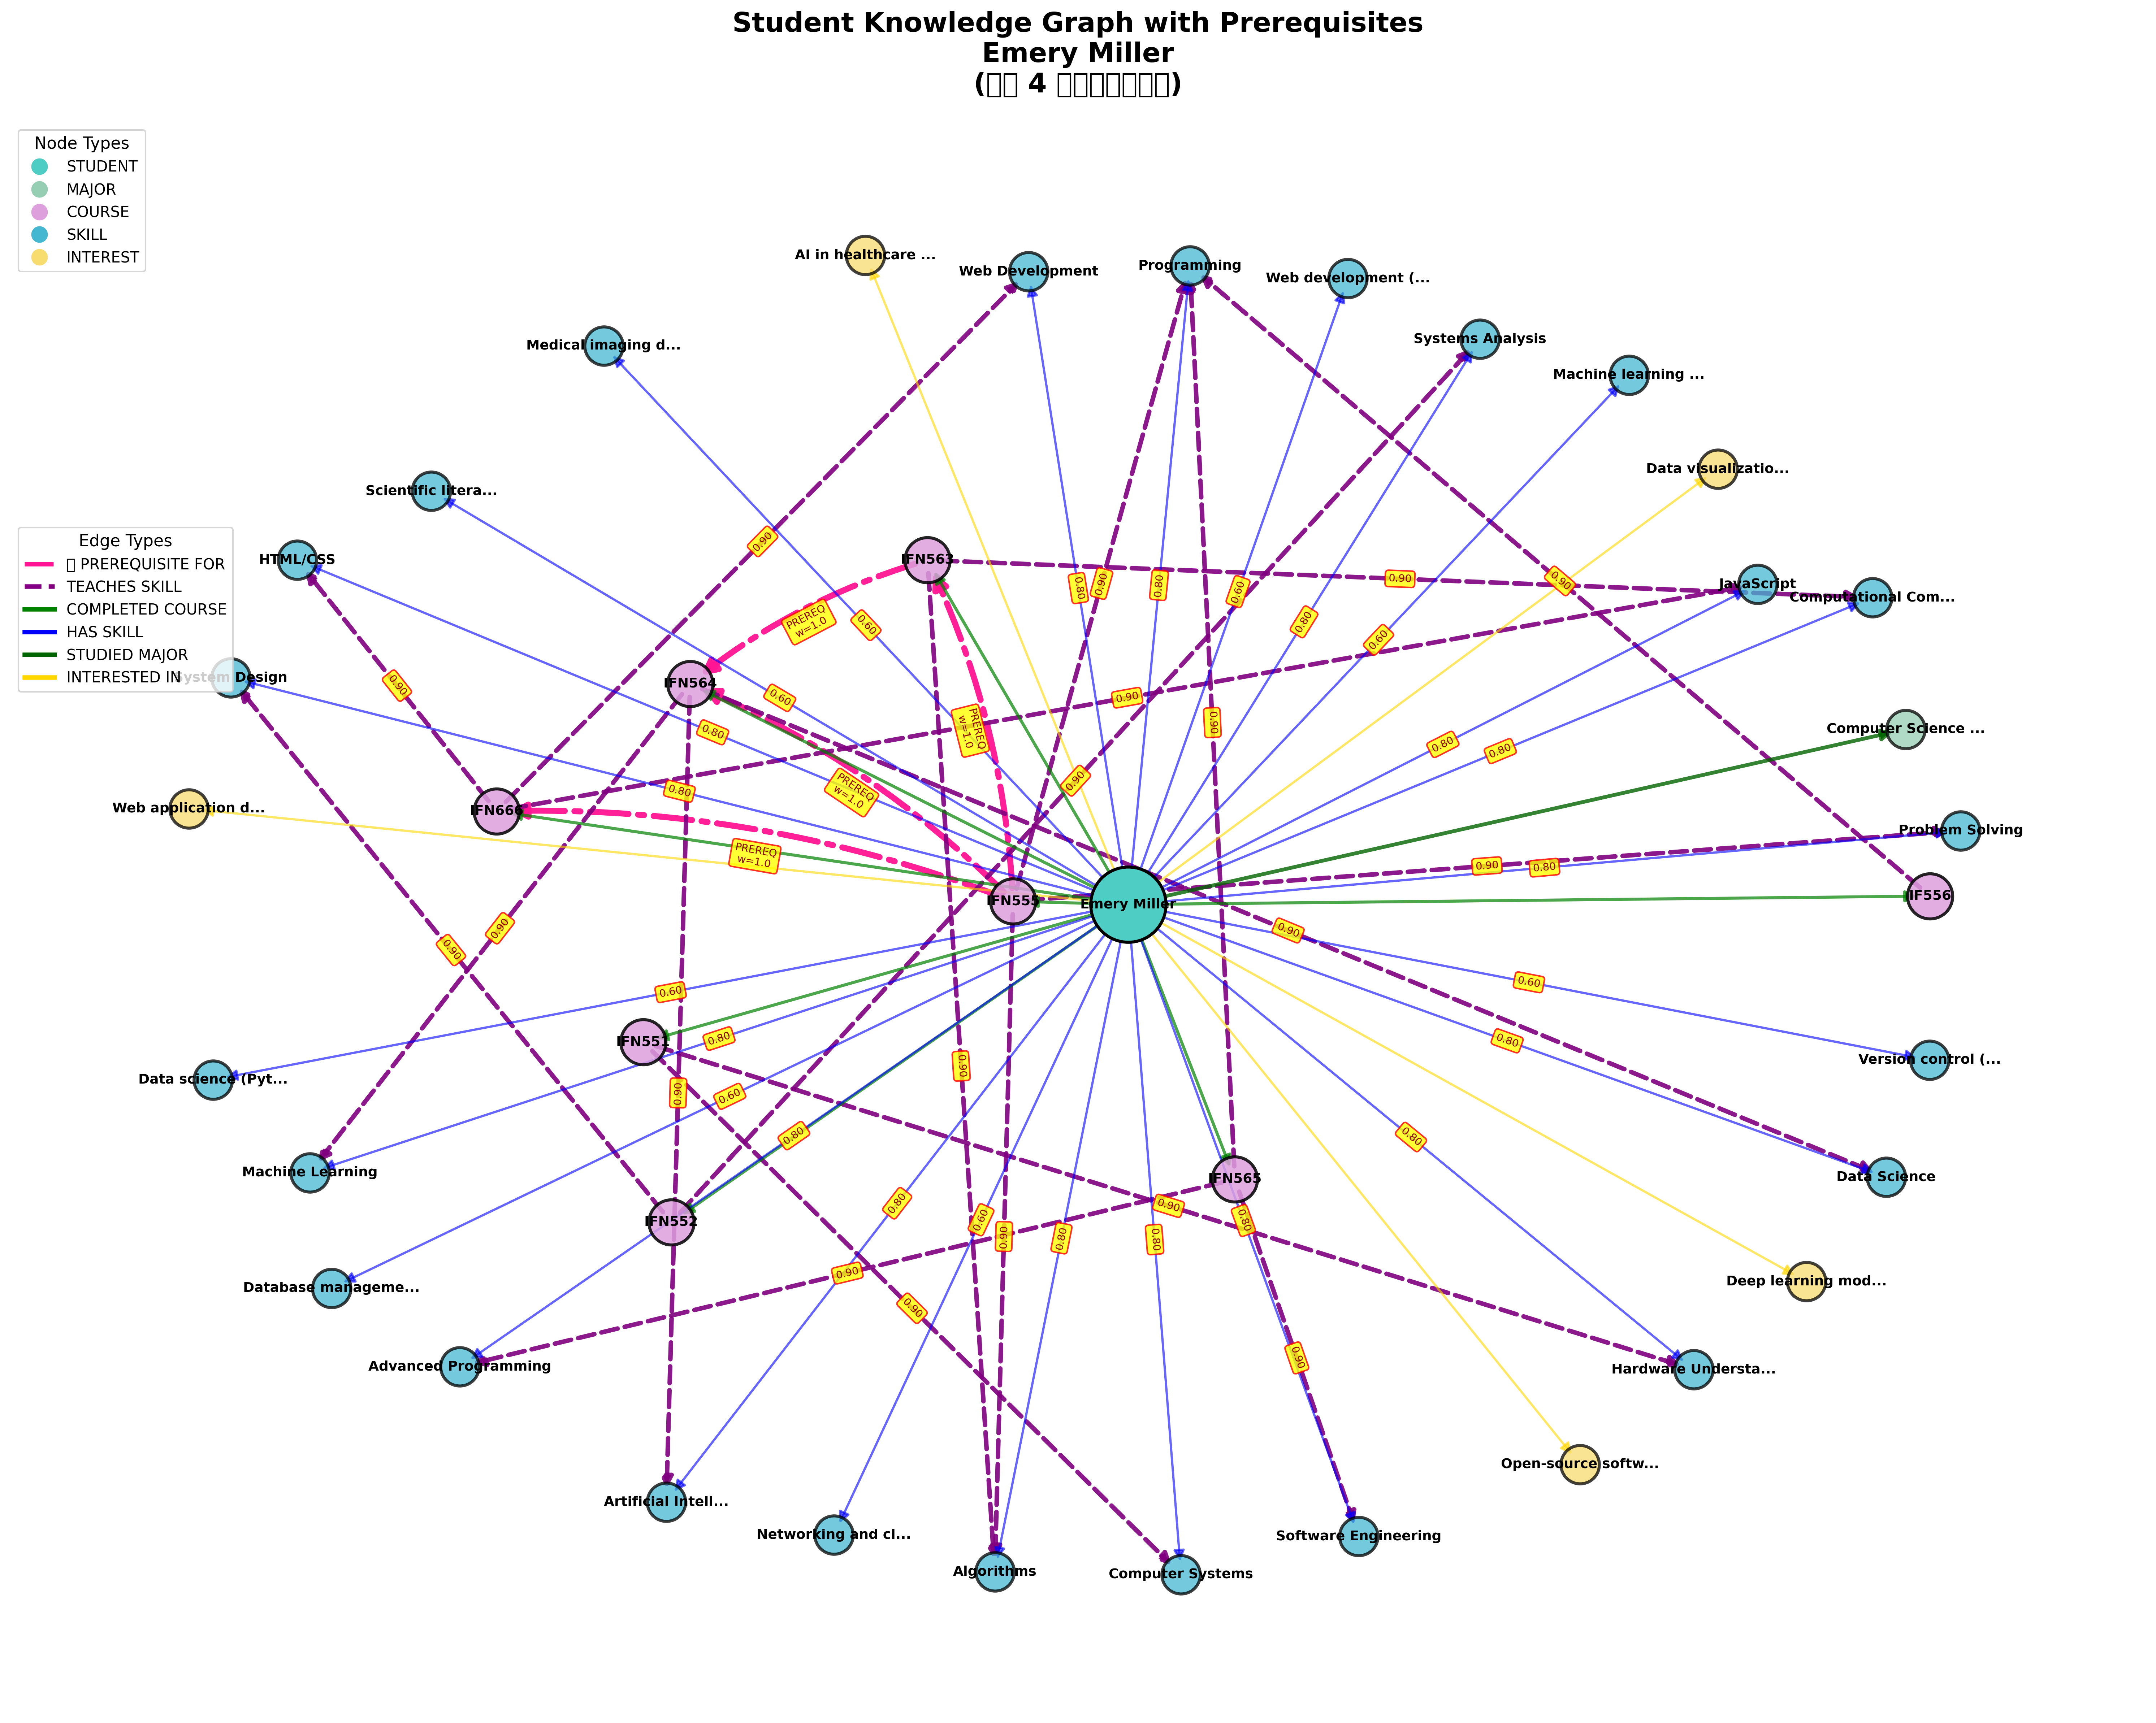 Student Knowledge Graph with Prerequisites
Emery Miller
(□□ 4 □□□□□□□)
Node Types
STUDENT
MAJOR
COURSE
SKILL
INTEREST
Edge Types
□ PREREQUISITE FOR
TEACHES SKILL
COMPLETED COURSE
HAS SKILL
STUDIED MAJOR
INTERESTED IN
AI in healthcare ...
Web Development
Programming
Web development (...
Systems Analysis
Medical imaging d...
Machine learning ...
Data visualizatio...
Scientific litera...
HTML/CSS
IFN563
JavaScript
Computational Com...
System Design
IFN564
Computer Science ...
Web application d...
IFN666
Problem Solving
IFN555
Emery Miller
IIF556
IFN551
Version control (...
Data science (Pyt...
Machine Learning
IFN565
Data Science
IFN552
Database manageme...
Deep learning mod...
Advanced Programming
Hardware Understa...
Open-source softw...
Artificial Intell...
Networking and cl...
Software Engineering
Algorithms
Computer Systems
0.90
0.80
0.90
0.80
0.60
0.90
0.90
0.60
0.80
0.60
PREREQ
w=1.0
0.90
0.60
0.80
0.90
PREREQ
w=1.0
0.90
0.80
0.80
0.80
0.90
PREREQ
w=1.0
PREREQ
w=1.0
0.90
0.80
0.90
0.90
0.90
0.60
0.60
0.80
0.80
0.90
0.90
0.60
0.80
0.80
0.80
0.90
0.60
0.80
0.90
0.80
0.80
0.90
0.90
0.90